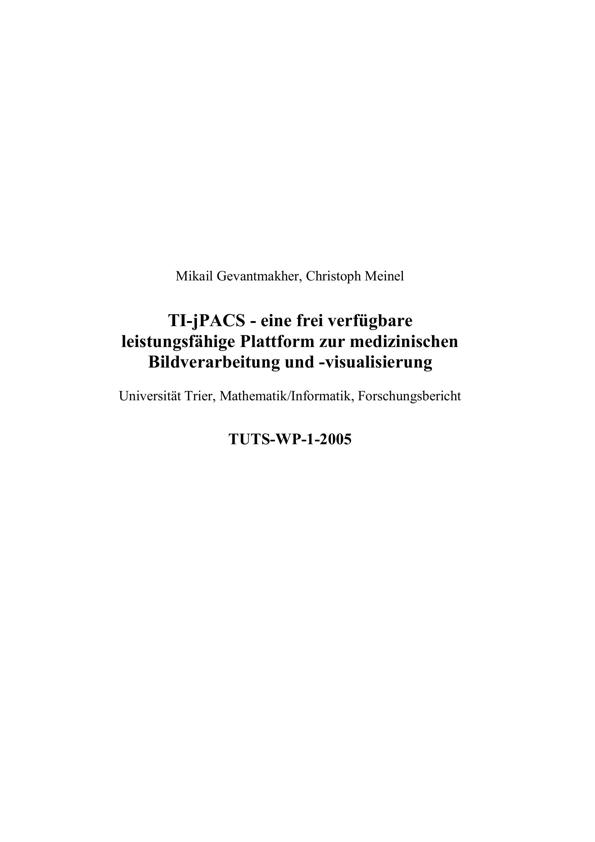 Mikail Gevantmakher, Christoph Meinel
TI-jPACS - eine frei verfügbare
leistungsfähige Plattform zur medizinischen
Bildverarbeitung und -visualisierung
Universität Trier, Mathematik/Informatik, Forschungsbericht
TUTS-WP-1-2005